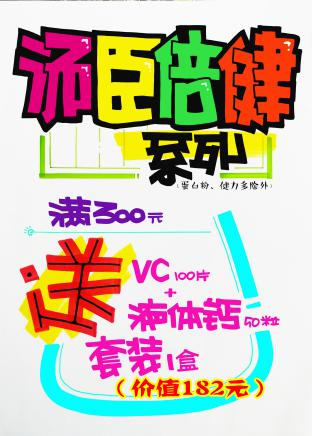 汤臣倍健
系列
(蛋白粉、健力多除外)
满300元
送
VC 100片
+
液体钙 50粒
套装1盒
(价值182元)